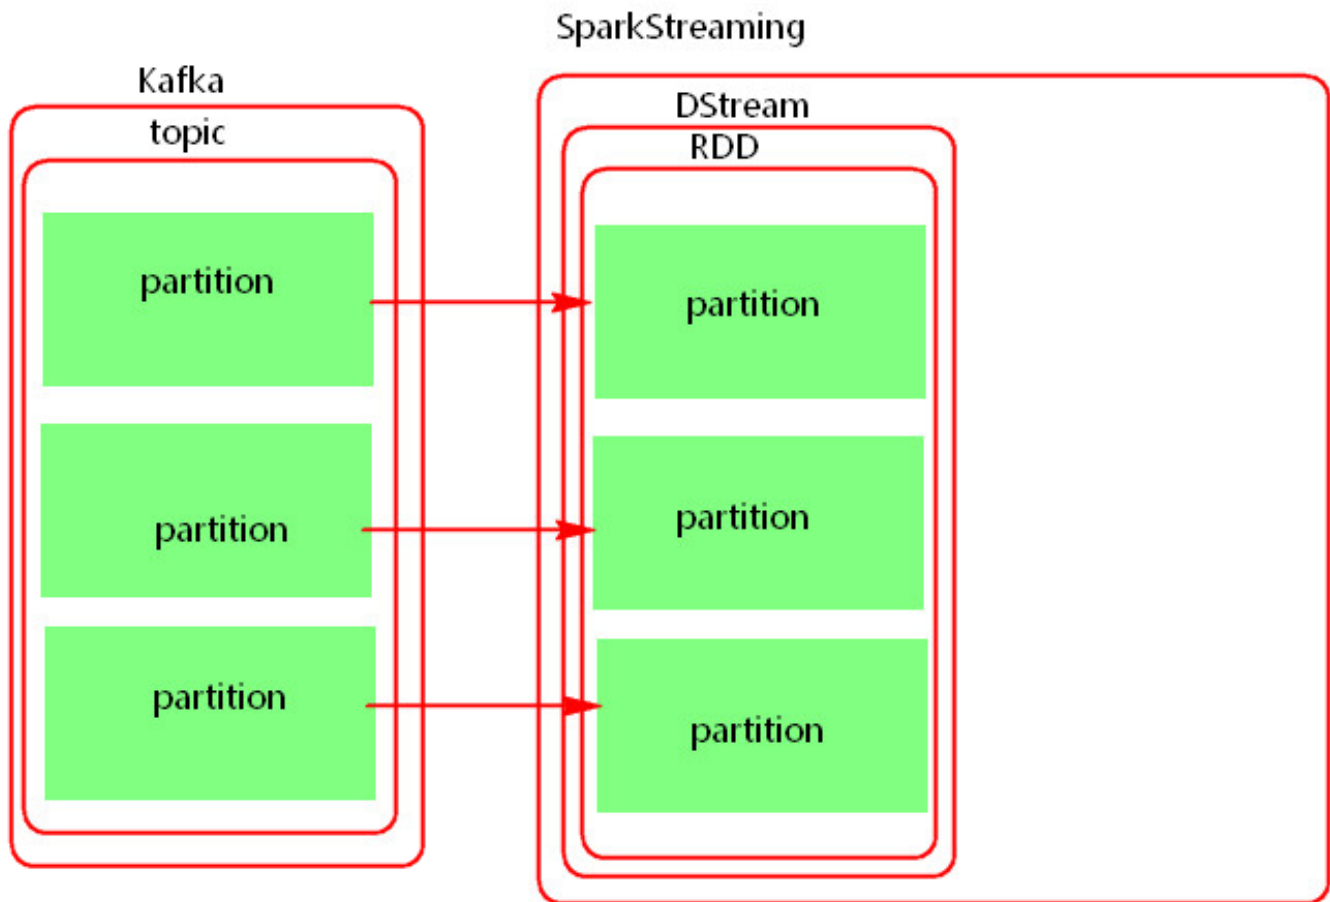 SparkStreaming
Kafka
topic
partition
partition
partition
DStream
RDD
partition
partition
partition